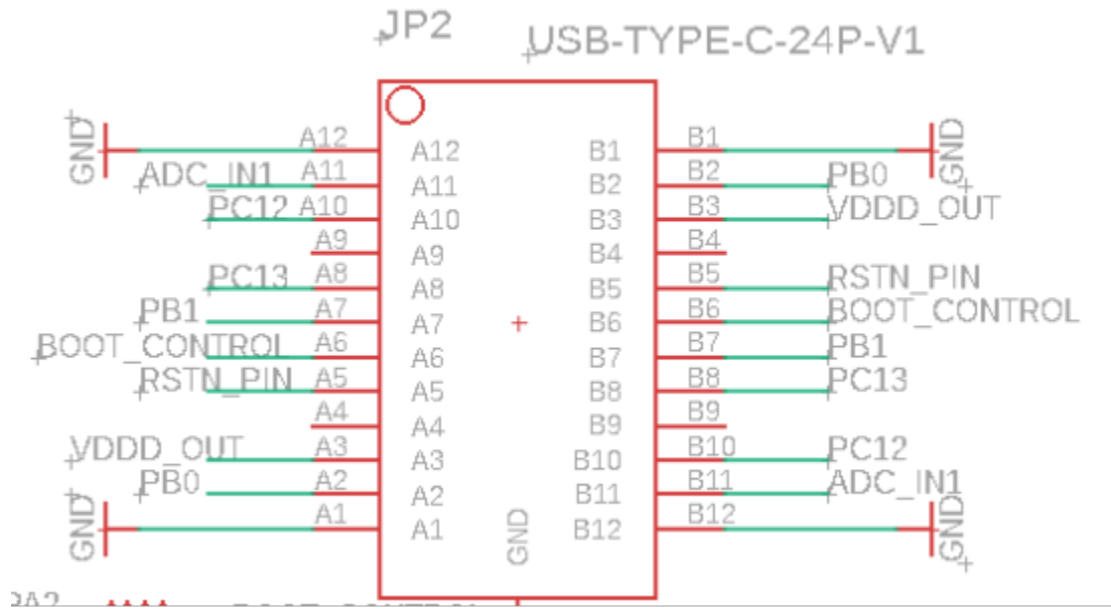 JP2
USB-TYPE-C-24P-V1
GND A12 A12 B1 B1 GND
ADC_IN1 A11 A11 B2 B2 PB0
PC12 A10 A10 B3 B3 VDDD_OUT
A9 A9 B4 B4
PC13 A8 A8 B5 B5 RSTN_PIN
PB1 A7 A7 B6 B6 BOOT_CONTROL
BOOT_CONTROL A6 A6 B7 B7 PB1
RSTN_PIN A5 A5 B8 B8 PC13
A4 A4 B9 B9
VDDD_OUT A3 A3 B10 B10 PC12
PB0 A2 A2 B11 B11 ADC_IN1
GND A1 A1 GND B12 B12 GND